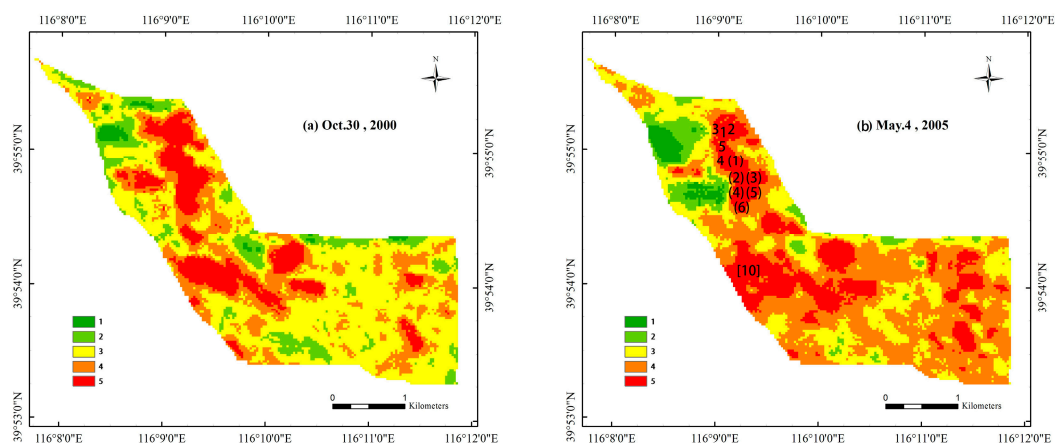 116°8'0"E 116°9'0"E 116°10'0"E 116°11'0"E 116°12'0"E
N
(a) Oct.30 , 2000
39°55'0"N
39°54'0"N
39°53'0"N
39°55'0"N
39°54'0"N
1
2
3
4
5
0 1
Kilometers
116°8'0"E 116°9'0"E 116°10'0"E 116°11'0"E 116°12'0"E
116°8'0"E 116°9'0"E 116°10'0"E 116°11'0"E 116°12'0"E
N
(b) May.4 , 2005
39°55'0"N
39°54'0"N
39°53'0"N
39°55'0"N
39°54'0"N
3 1 2
5
4 (1)
(2) (3)
(4) (5)
(6)
[10]
1
2
3
4
5
0 1
Kilometers
116°8'0"E 116°9'0"E 116°10'0"E 116°11'0"E 116°12'0"E